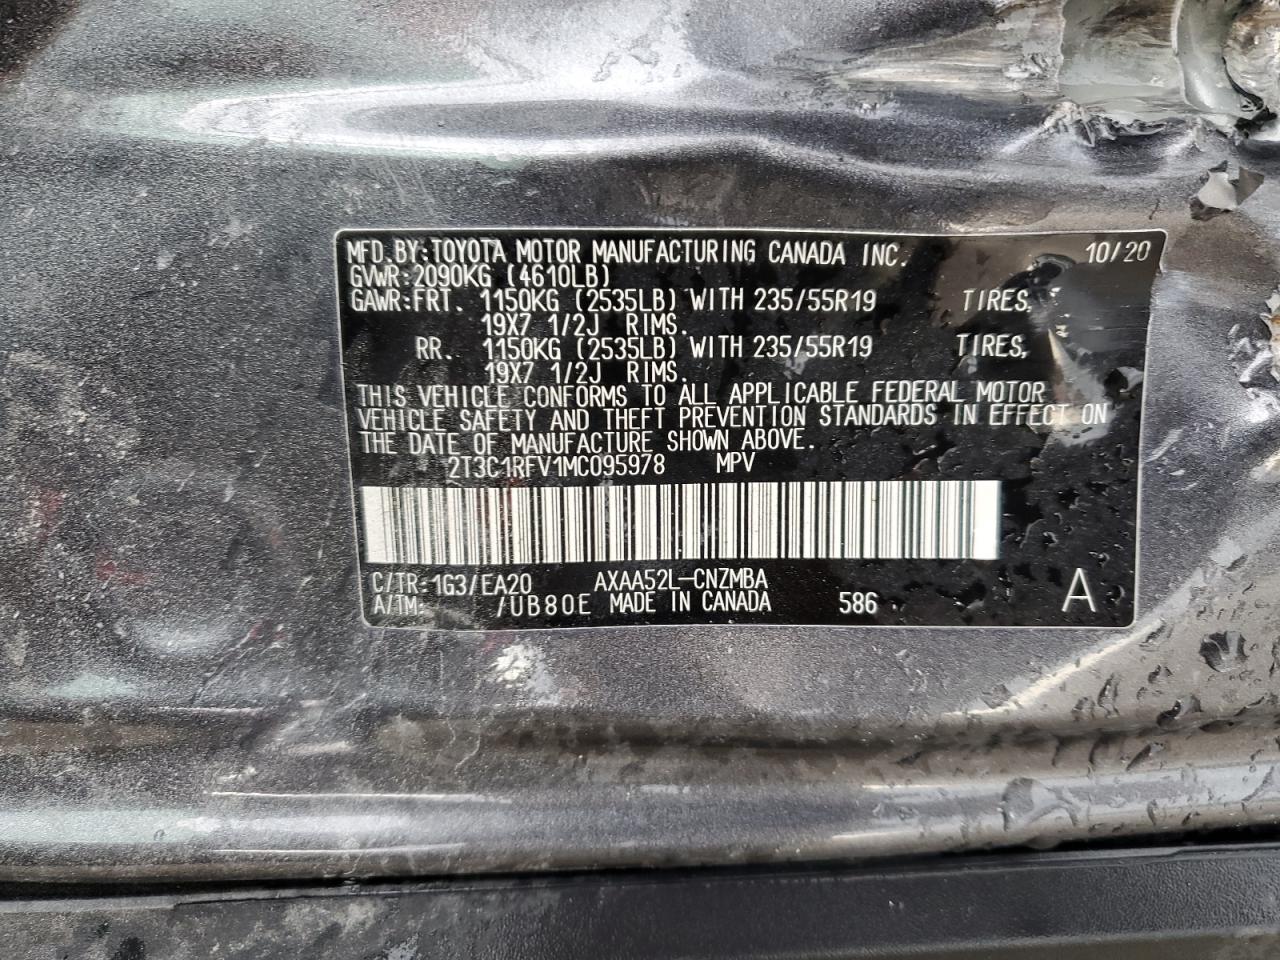 MFD.BY:TOYOTA MOTOR MANUFACTURING CANADA INC. 10/20
GVWR:2090KG (4610LB)
GAWR:FRT. 1150KG (2535LB) WITH 235/55R19 TIRES,
19X7 1/2J RIMS.
RR. 1150KG (2535LB) WITH 235/55R19 TIRES,
19X7 1/2J RIMS.
THIS VEHICLE CONFORMS TO ALL APPLICABLE FEDERAL MOTOR
VEHICLE SAFETY AND THEFT PREVENTION STANDARDS IN EFFECT ON
THE DATE OF MANUFACTURE SHOWN ABOVE.
2T3C1RFV1MC095978 MPV
C/TR:1G3/EA20 AXAA52L-CNZMBA
A/TM: /UB80E MADE IN CANADA 586 A